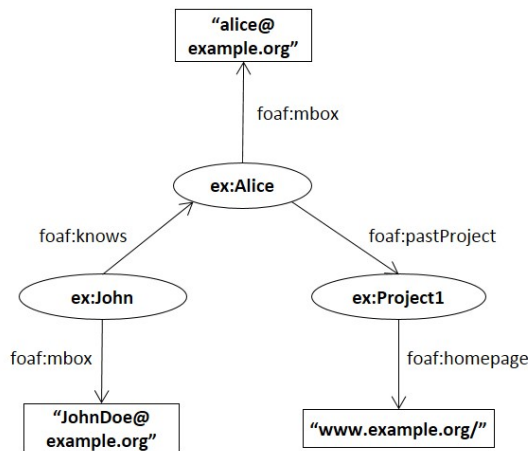 “alice@
example.org”
foaf:mbox
ex:Alice
foaf:knows
foaf:pastProject
ex:John
ex:Project1
foaf:mbox
foaf:homepage
“JohnDoe@
example.org”
“www.example.org/”